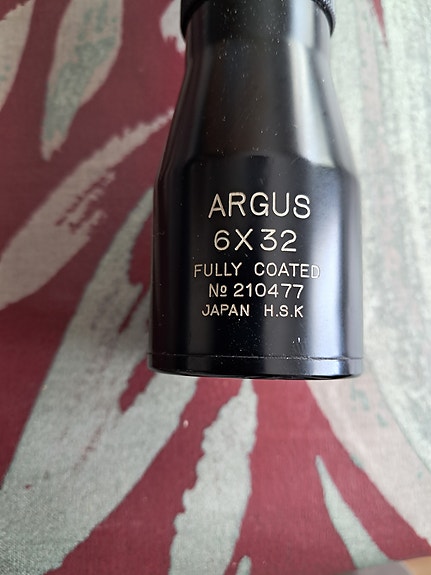 ARGUS
6X32
FULLY COATED
№ 210477
JAPAN H.S.K